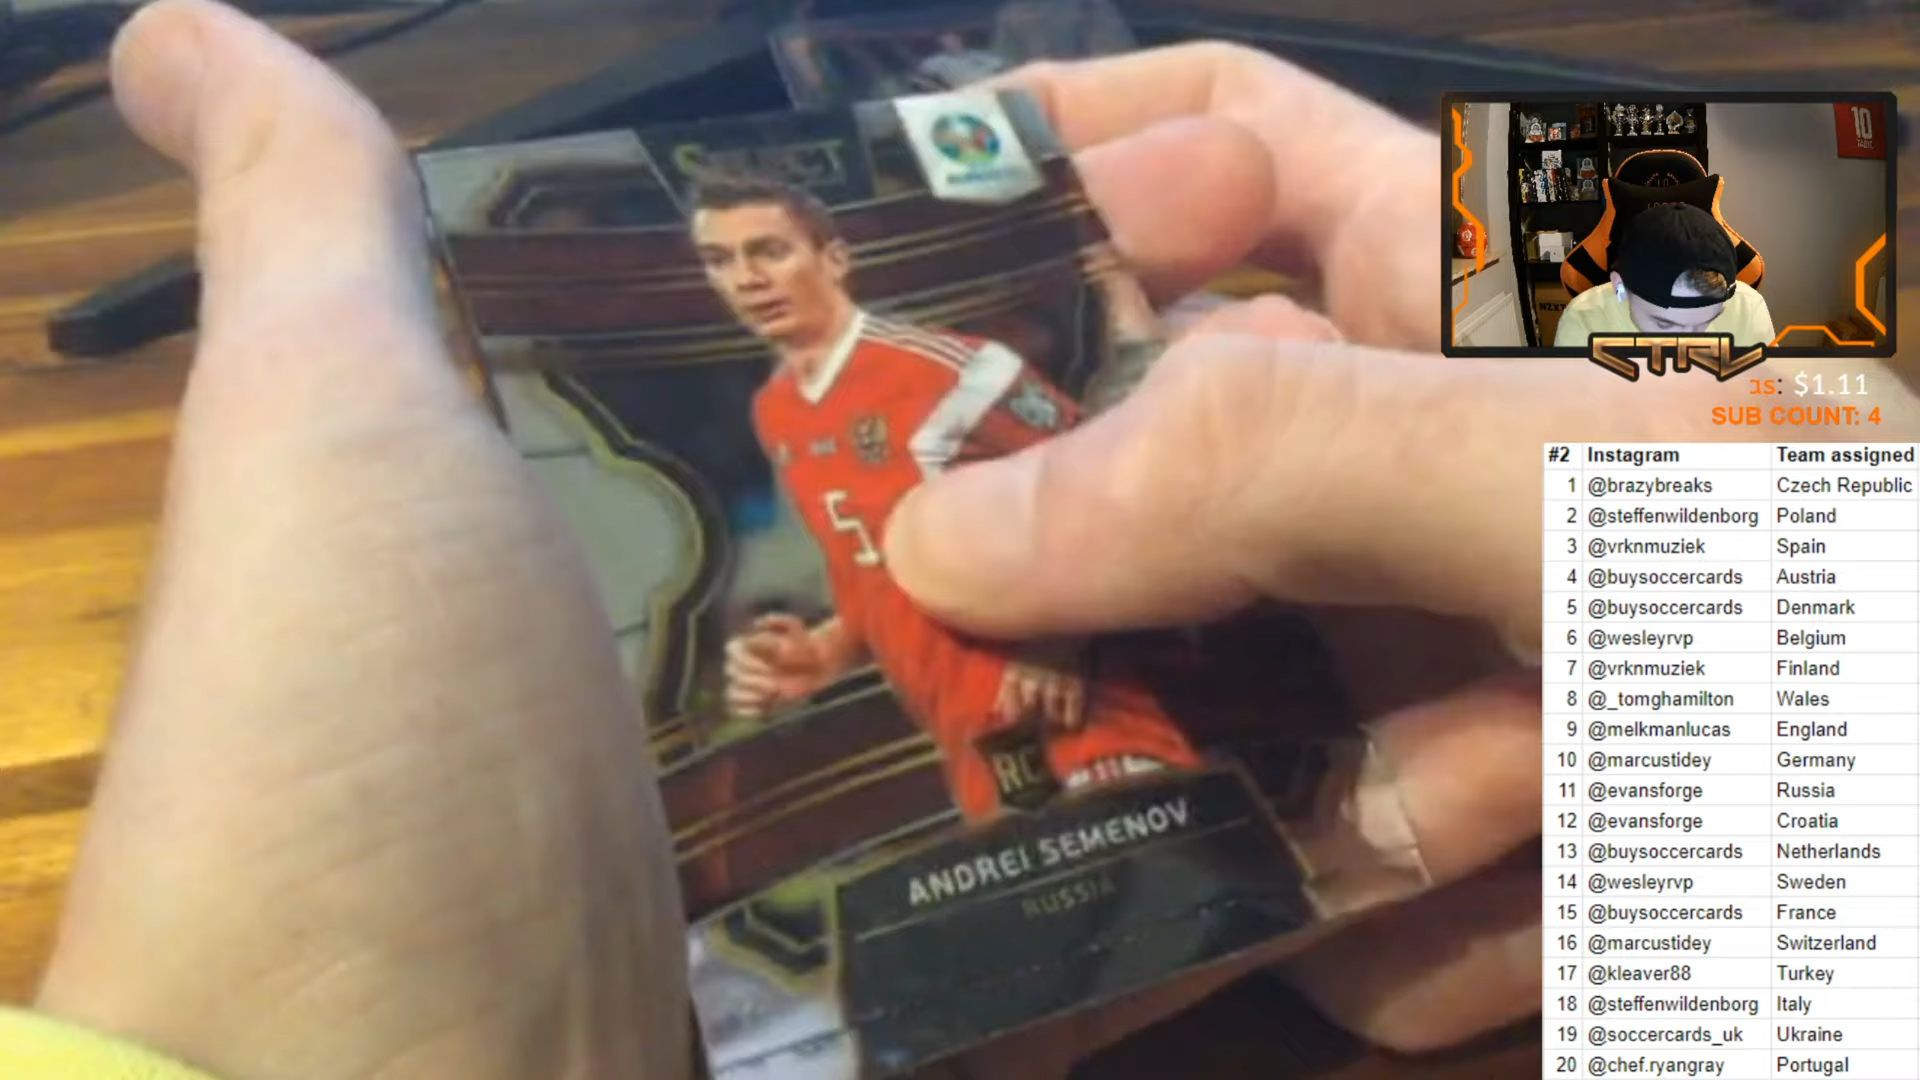 SELECT
5
RC
ANDREI SEMENOV
RUSSIA
10
TADIC
CTRL
as: $1.11
SUB COUNT: 4
#2 Instagram Team assigned
1 @brazybreaks Czech Republic
2 @steffenwildenborg Poland
3 @vrknmuziek Spain
4 @buysoccercards Austria
5 @buysoccercards Denmark
6 @wesleyrvp Belgium
7 @vrknmuziek Finland
8 @_tomghamilton Wales
9 @melkmanlucas England
10 @marcustidey Germany
11 @evansforge Russia
12 @evansforge Croatia
13 @buysoccercards Netherlands
14 @wesleyrvp Sweden
15 @buysoccercards France
16 @marcustidey Switzerland
17 @kleaver88 Turkey
18 @steffenwildenborg Italy
19 @soccercards_uk Ukraine
20 @chef.ryangray Portugal